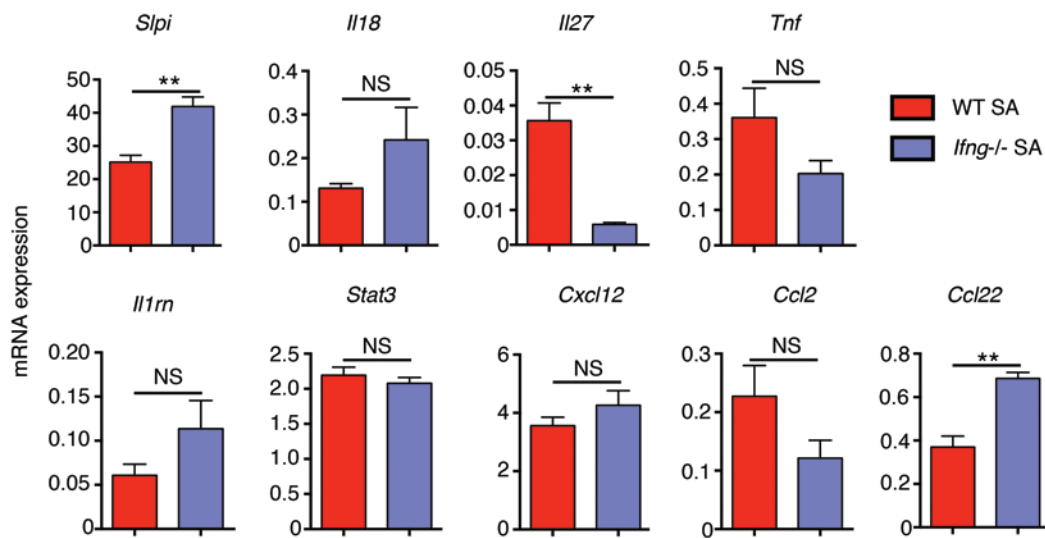 Slpi
Il18
Il27
Tnf
50
40
30
20
10
0
**
0.4
0.3
0.2
0.1
0
NS
0.05
0.04
0.03
0.02
0.01
0
**
0.5
0.4
0.3
0.2
0.1
0
NS
WT SA
Ifng-/- SA
mRNA expression
Il1rn
Stat3
Cxcl12
Ccl2
Ccl22
0.20
0.15
0.10
0.05
0
NS
2.5
2.0
1.5
1.0
0.5
0
NS
6
4
2
0
NS
0.3
0.2
0.1
0
NS
0.8
0.6
0.4
0.2
0
**